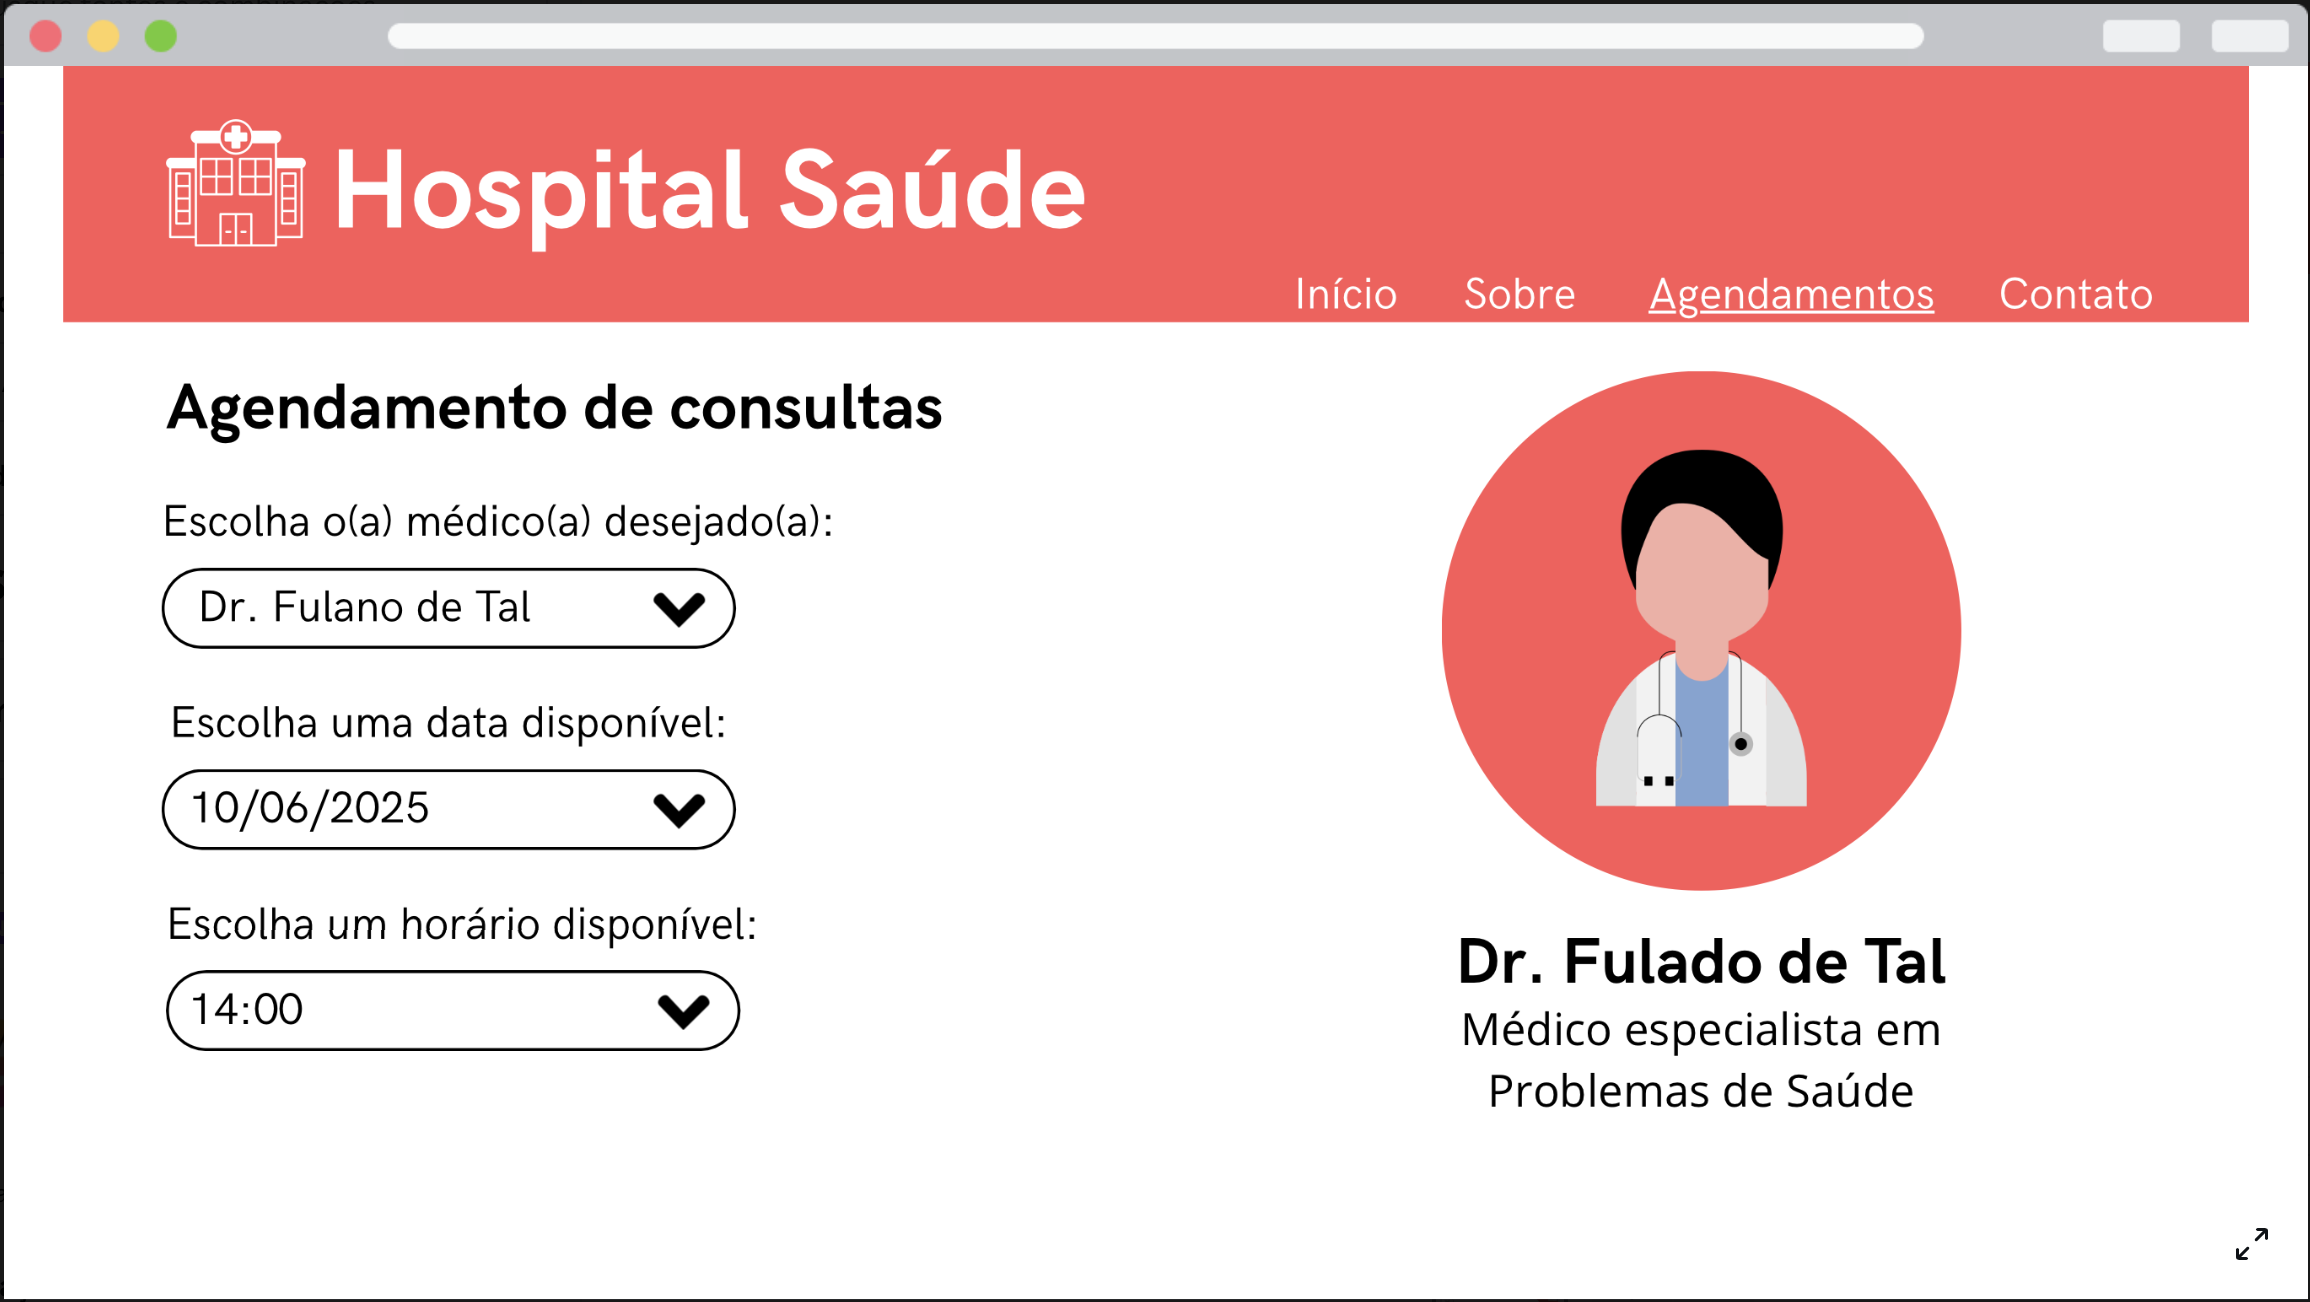 Hospital Saúde
Início Sobre Agendamentos Contato
Agendamento de consultas
Escolha o(a) médico(a) desejado(a):
Dr. Fulano de Tal
Escolha uma data disponível:
10/06/2025
Escolha um horário disponível:
14:00
Dr. Fulado de Tal
Médico especialista em
Problemas de Saúde